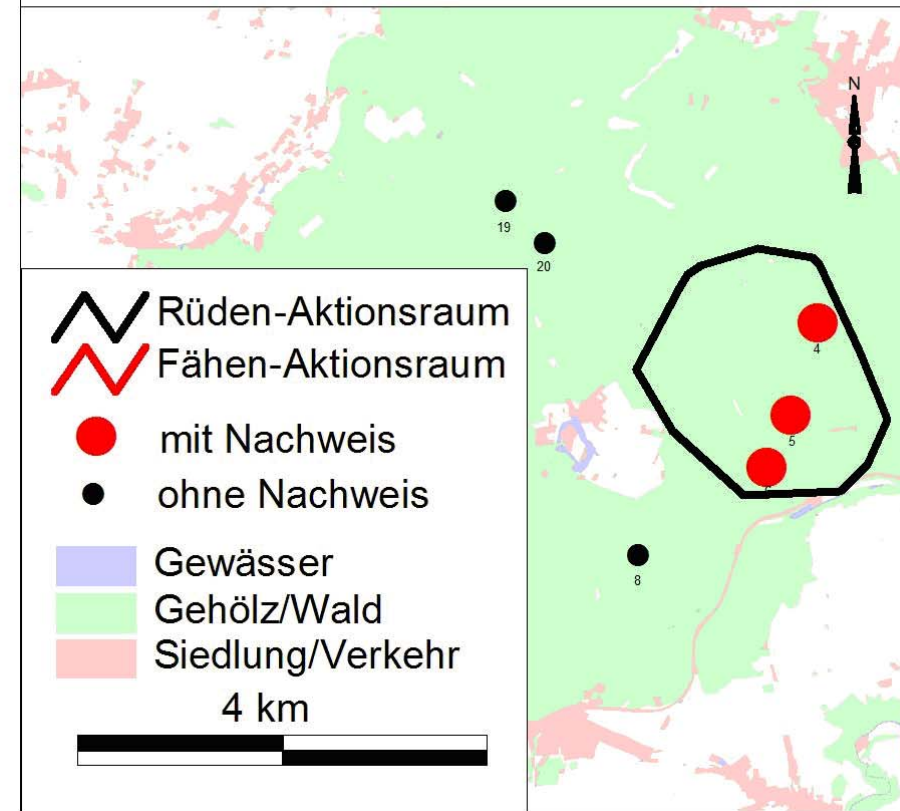 N
19
20
4
5
8
Rüden-Aktionsraum
Fähen-Aktionsraum
mit Nachweis
ohne Nachweis
Gewässer
Gehölz/Wald
Siedlung/Verkehr
4 km